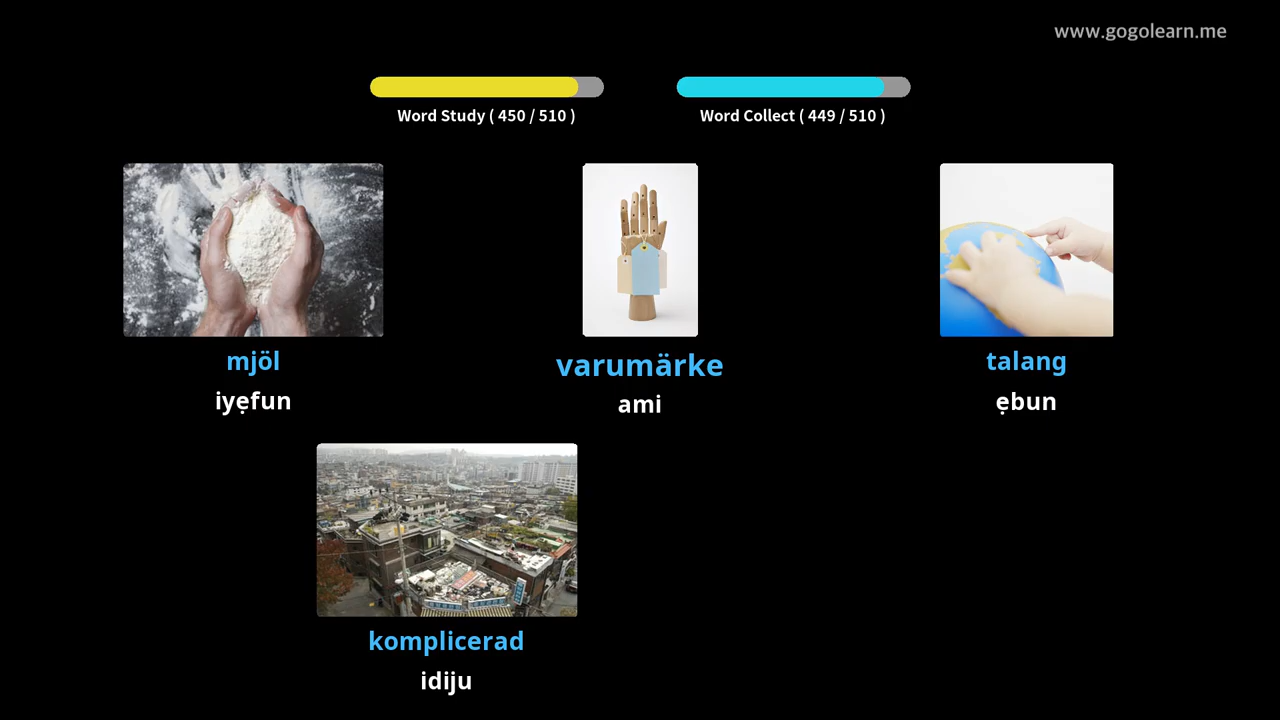 www.gogolearn.me
Word Study ( 450 / 510 )
Word Collect ( 449 / 510 )
mjöl
iyẹfun
varumärke
ami
talang
ẹbun
komplicerad
idiju